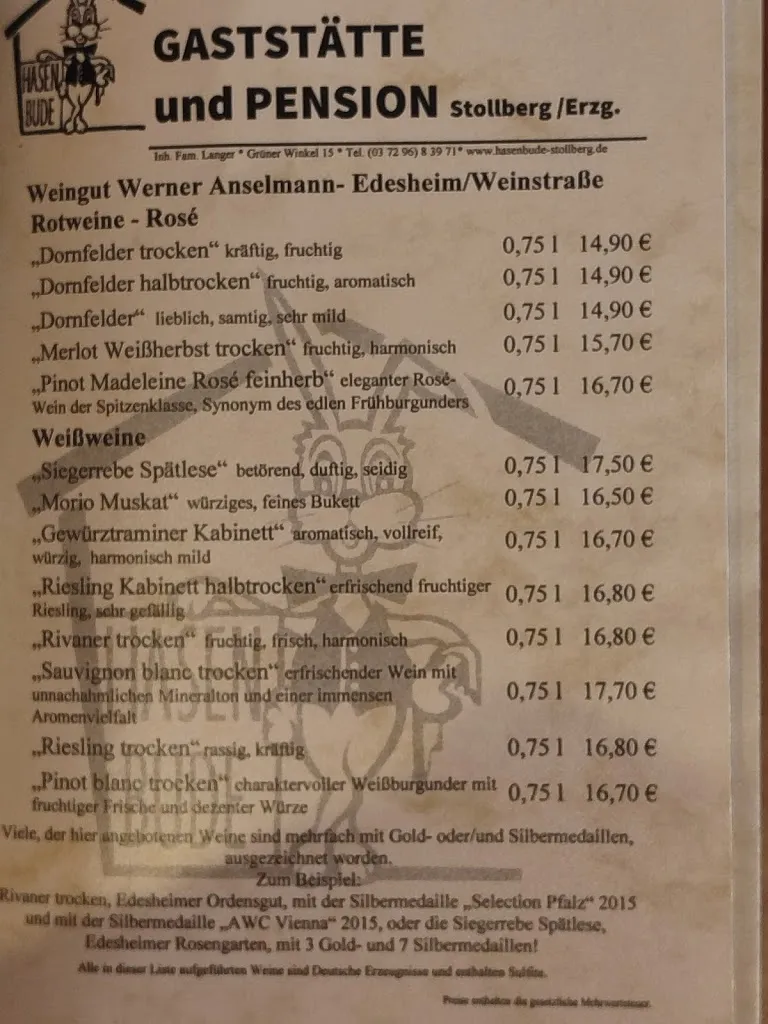 HASEN
BUDE
GASTSTÄTTE
und PENSION Stollberg /Erzg.
Inh. Fam. Langer * Grüner Winkel 15 * Tel. (03 72 96) 8 39 71* www.hasenbude-stollberg.de
Weingut Werner Anselmann- Edesheim/Weinstraße
Rotweine - Rosé
„Dornfelder trocken“ kräftig, fruchtig 0,75 l 14,90 €
„Dornfelder halbtrocken“ fruchtig, aromatisch 0,75 l 14,90 €
„Dornfelder“ lieblich, samtig, sehr mild 0,75 l 14,90 €
„Merlot Weißherbst trocken“ fruchtig, harmonisch 0,75 l 15,70 €
„Pinot Madeleine Rosé feinherb“ eleganter Rosé- 0,75 l 16,70 €
Wein der Spitzenklasse, Synonym des edlen Frühburgunders
Weißweine
„Siegerrebe Spätlese“ betörend, duftig, seidig 0,75 l 17,50 €
„Morio Muskat“ würziges, feines Bukett 0,75 l 16,50 €
„Gewürztraminer Kabinett“ aromatisch, vollreif, 0,75 l 16,70 €
würzig, harmonisch mild
„Riesling Kabinett halbtrocken“ erfrischend fruchtiger 0,75 l 16,80 €
Riesling, sehr gefällig
„Rivaner trocken“ fruchtig, frisch, harmonisch 0,75 l 16,80 €
„Sauvignon blanc trocken“ erfrischender Wein mit
unnachahmlichen Mineralton und einer immensen 0,75 l 17,70 €
Aromenvielfalt
„Riesling trocken“ rassig, kräftig 0,75 l 16,80 €
„Pinot blanc trocken“ charaktervoller Weißburgunder mit 0,75 l 16,70 €
fruchtiger Frische und dezenter Würze
Viele, der hier angebotenen Weine sind mehrfach mit Gold- oder/und Silbermedaillen,
ausgezeichnet worden.
Zum Beispiel:
Rivaner trocken, Edesheimer Ordensgut, mit der Silbermedaille „Selection Pfalz“ 2015
und mit der Silbermedaille „AWC Vienna“ 2015, oder die Siegerrebe Spätlese,
Edesheimer Rosengarten, mit 3 Gold- und 7 Silbermedaillen!
Alle in dieser Liste aufgeführten Weine sind Deutsche Erzeugnisse und enthalten Sulfite.
Preise enthalten die gesetzliche Mehrwertsteuer.
HASEN
BUDE